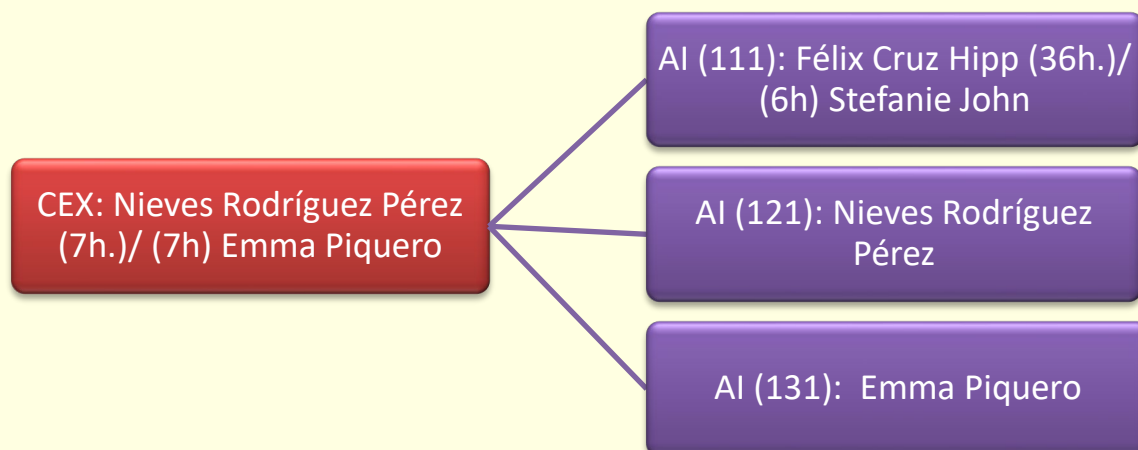 CEX: Nieves Rodríguez Pérez
(7h.)/ (7h) Emma Piquero
AI (111): Félix Cruz Hipp (36h.)/
(6h) Stefanie John
AI (121): Nieves Rodríguez
Pérez
AI (131):  Emma Piquero